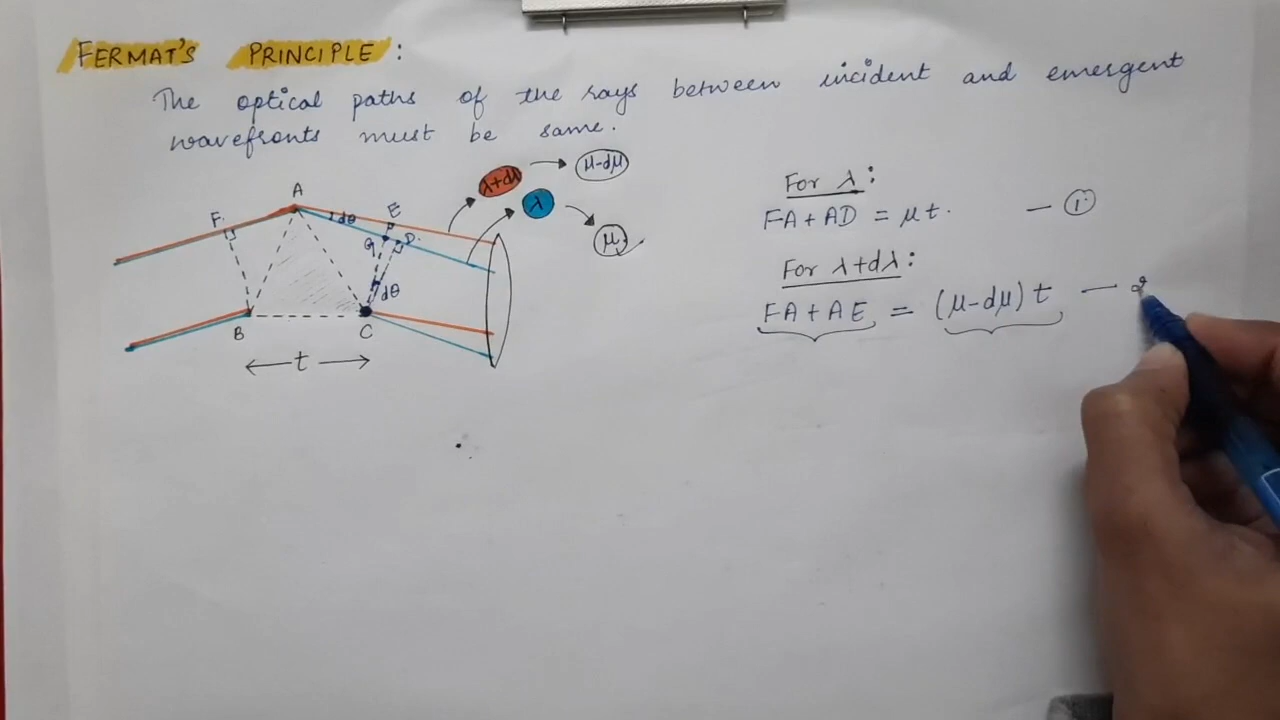 FERMAT'S PRINCIPLE :
The optical paths of the rays between incident and emergent
wavefronts must be same.
λ+dλ
μ-dμ
λ
μ
A
F
dθ
E
G
D
dθ
B
C
t
For λ:
FA+AD = μt. — 1
For λ+dλ:
FA+AE = (μ-dμ) t — 2